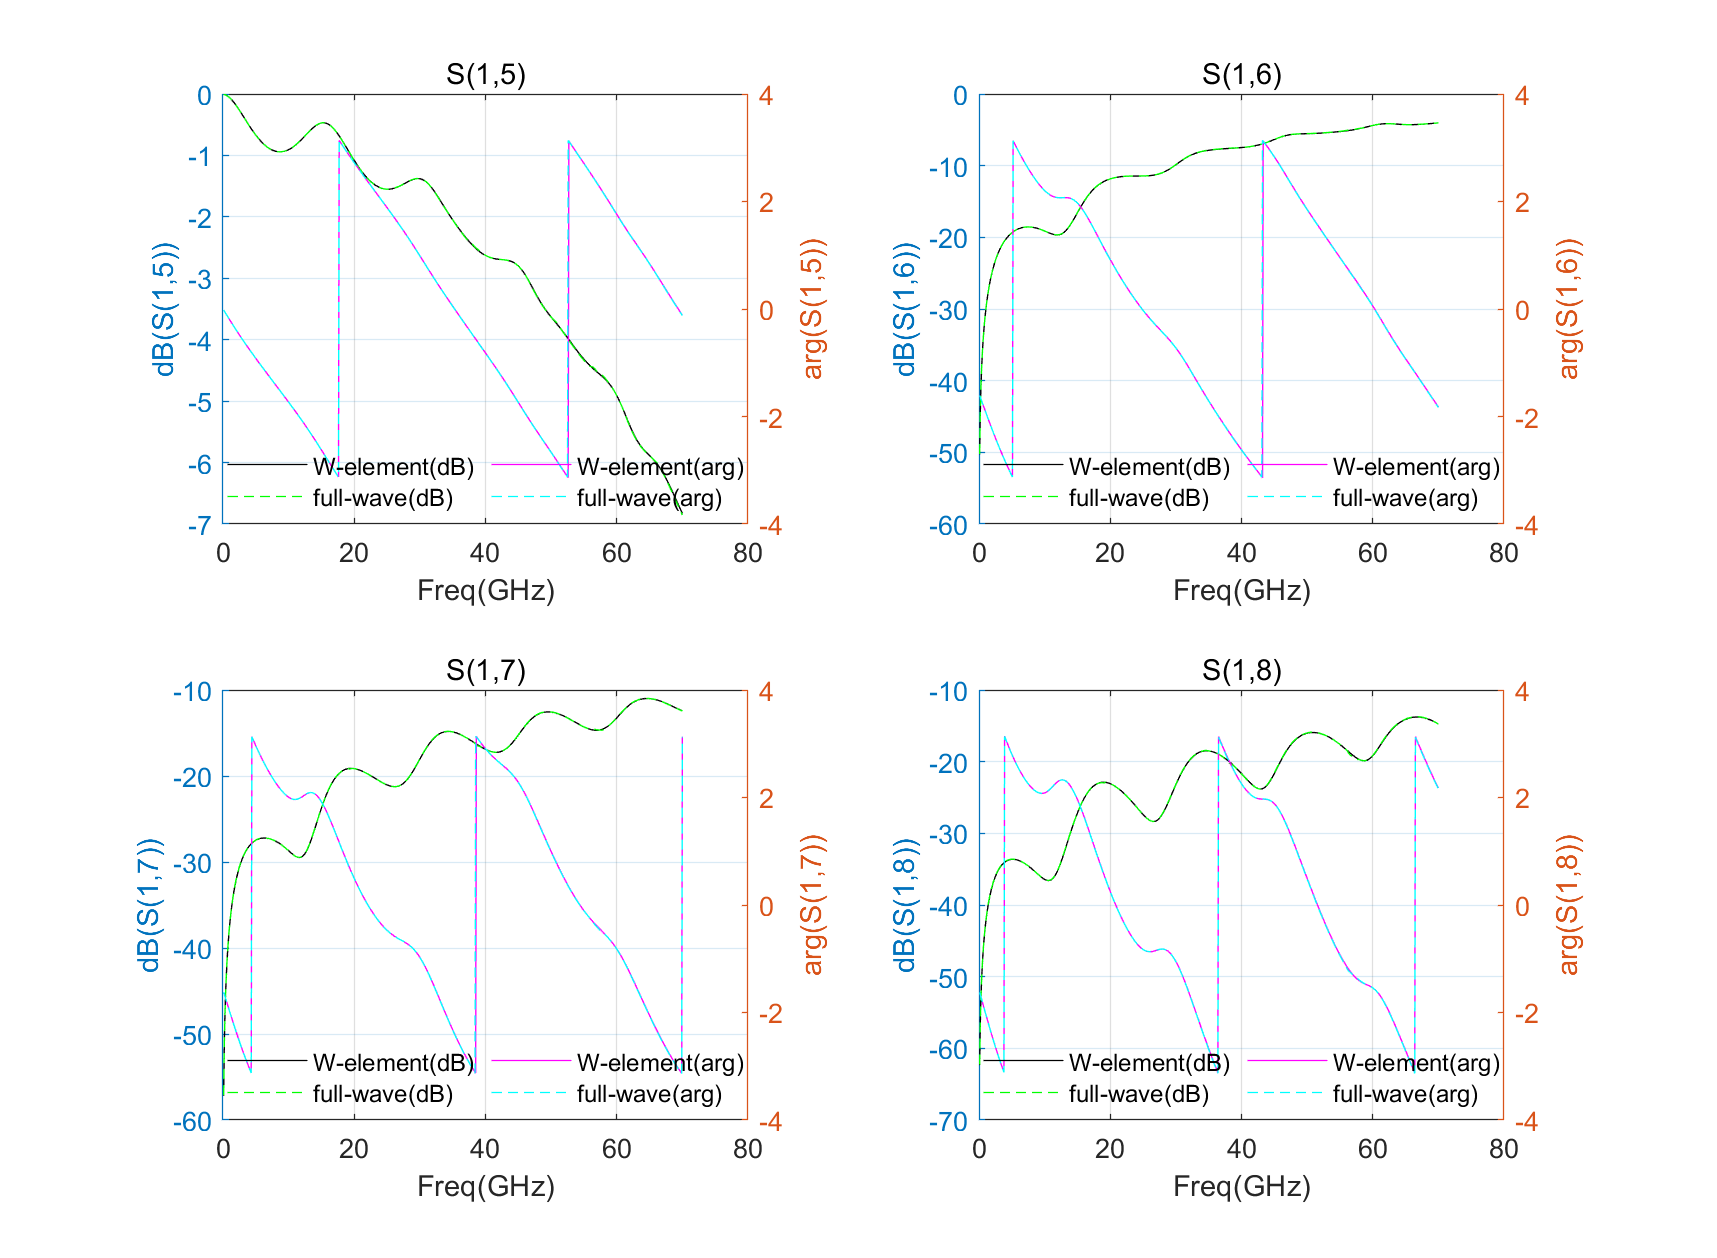 S(1,5)
0
-1
-2
-3
-4
-5
-6
-7
dB(S(1,5))
4
2
0
-2
-4
arg(S(1,5))
W-element(dB)
full-wave(dB)
W-element(arg)
full-wave(arg)
0 20 40 60 80
Freq(GHz)
S(1,6)
0
-10
-20
-30
-40
-50
-60
dB(S(1,6))
4
2
0
-2
-4
arg(S(1,6))
W-element(dB)
full-wave(dB)
W-element(arg)
full-wave(arg)
0 20 40 60 80
Freq(GHz)
S(1,7)
-10
-20
-30
-40
-50
-60
dB(S(1,7))
4
2
0
-2
-4
arg(S(1,7))
W-element(dB)
full-wave(dB)
W-element(arg)
full-wave(arg)
0 20 40 60 80
Freq(GHz)
S(1,8)
-10
-20
-30
-40
-50
-60
-70
dB(S(1,8))
4
2
0
-2
-4
arg(S(1,8))
W-element(dB)
full-wave(dB)
W-element(arg)
full-wave(arg)
0 20 40 60 80
Freq(GHz)